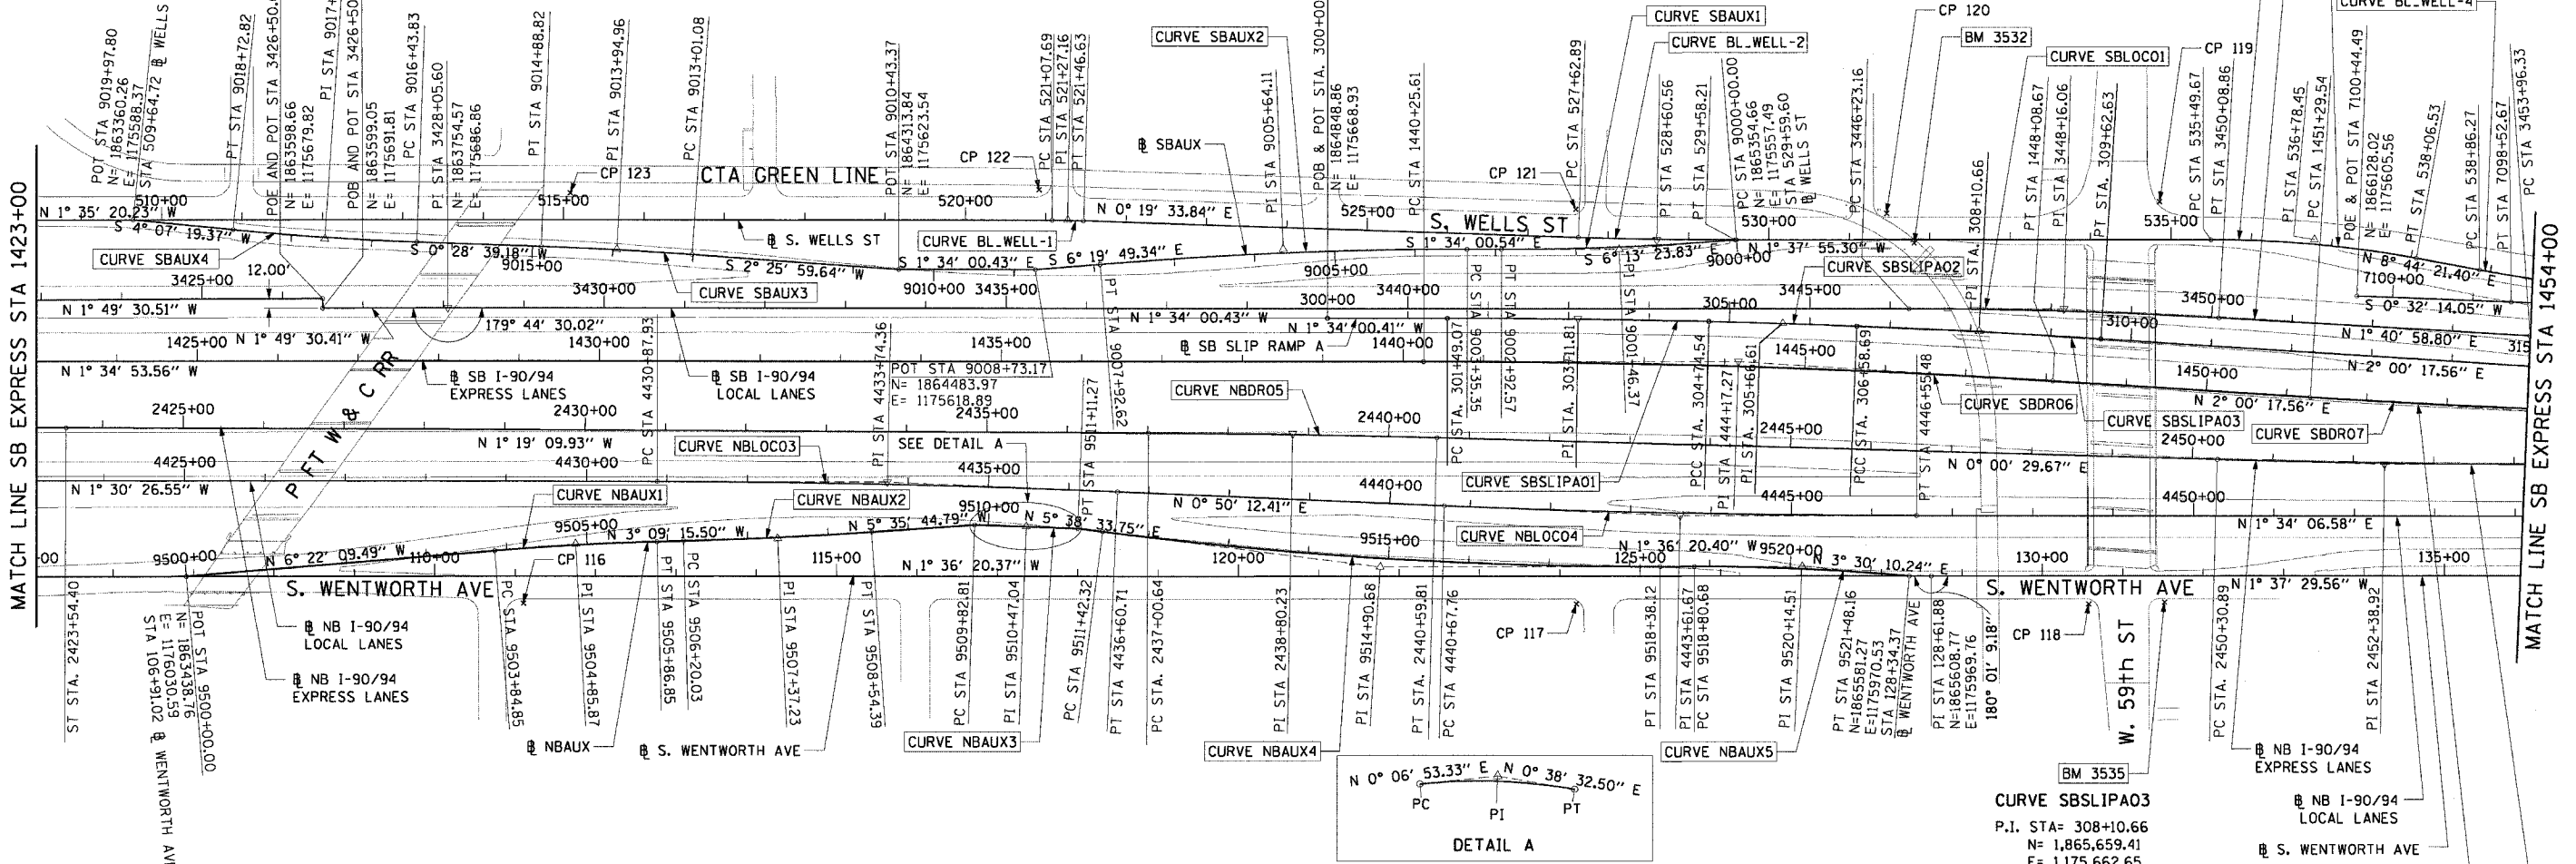 MATCH LINE SB EXPRESS STA 1423+00
POT STA 9019+97.80
N= 1863360.26
E= 1175588.37
STA 509+64.72 ℄ WELLS
PT STA 9018+72.82
POE AND POT STA 3426+50.
N= 1863598.66
E= 1175679.82
PI STA 9017+
POB AND POT STA 3426+50
N= 1863599.05
E= 1175691.81
PC STA 9016+43.83
PI STA 3428+05.60
N= 1863754.57
E= 1175686.86
PT STA 9014+88.82
PI STA 9013+94.96
PC STA 9013+01.08
POT STA 9010+43.37
N= 1864313.84
E= 1175623.54
PC STA 521+07.69
PI STA 521+27.16
PT STA 521+46.63
CURVE SBAUX2
PI STA 9005+64.11
POB & POT STA. 300+00
N= 1864848.86
E= 1175668.93
PC STA 1440+25.61
PC STA 527+62.89
CURVE SBAUX1
CURVE BL_WELL-2
PI STA 528+60.56
PT STA 529+58.21
PC STA 9000+00.00
N= 1865354.66
E= 1175557.49
STA 529+59.60
℄ WELLS ST
PC STA 3446+23.16
CP 120
BM 3532
PI STA. 308+10.66
CURVE SBLOC01
PT STA 1448+08.67
PI STA 3448+16.06
PT STA. 309+62.63
CP 119
PC STA 535+49.67
PT STA 3450+08.86
CURVE BL_WELL-4
PI STA 536+78.45
PC STA 1451+29.54
POE & POT STA 7100+44.49
N= 1866128.02
E= 1175605.56
PT STA 538+06.53
PC STA 538+86.27
PT STA 7098+52.67
PC STA 3453+96.33
MATCH LINE SB EXPRESS STA 1454+00
CP 123
CTA GREEN LINE
CP 122
℄ SBAUX
CP 121
510+00
515+00
520+00
525+00
530+00
535+00
N 1° 35' 20.23" W
S 4° 07' 19.37" W
N 0° 19' 33.84" E
S. WELLS ST
CURVE SBAUX4
S 0° 28' 39.18" W
℄ S. WELLS ST
CURVE BL_WELL-1
S 1° 34' 00.54" E
S 6° 13' 23.83" E
N 1° 37' 55.30" W
12.00'
9015+00
S 2° 25' 59.64" W
S 1° 34' 00.43" E
S 6° 19' 49.34" E
9005+00
9000+00
CURVE SBSLIPA02
N 8° 44' 21.40" E
7100+00
3425+00
3430+00
CURVE SBAUX3
9010+00
3435+00
300+00
3440+00
305+00
3445+00
3450+00
S 0° 32' 14.05" W
N 1° 49' 30.51" W
179° 44' 30.02"
N 1° 34' 00.43" W
N 1° 34' 00.41" W
310+00
N 1° 40' 58.80" E
1425+00
N 1° 49' 30.41" W
1430+00
1435+00
℄ SB SLIP RAMP A
1440+00
1445+00
1450+00
315
N 2° 00' 17.56" E
N 1° 34' 53.56" W
℄ SB I-90/94
EXPRESS LANES
℄ SB I-90/94
LOCAL LANES
PC STA 4430+87.93
PI STA 4433+74.36
POT STA 9008+73.17
N= 1864483.97
E= 1175618.89
PT STA 9007+92.62
PT STA 9511+11.27
CURVE NBDR05
PC STA. 301+49.07
PC STA 9003+35.35
PT STA 9002+92.57
PI STA. 303+11.81
PI STA 9001+46.37
PCC STA. 304+74.54
PI STA 444+17.27
PI STA. 305+66.61
PCC STA. 306+58.69
PT STA 4446+55.48
CURVE SBDR06
CURVE SBSLIPA03
N 2° 00' 17.56" E
CURVE SBDR07
2425+00
2430+00
2435+00
2440+00
2445+00
2450+00
P FT W & C RR
N 1° 19' 09.93" W
CURVE NBLOC03
SEE DETAIL A
N 0° 00' 29.67" E
4425+00
4430+00
4435+00
4440+00
4445+00
4450+00
CURVE SBSLIPA01
N 1° 30' 26.55" W
CURVE NBAUX1
CURVE NBAUX2
9510+00
N 0° 50' 12.41" E
N 1° 34' 06.58" E
9505+00
N 3° 09' 15.50" W
N 5° 35' 44.79" W
N 5° 38' 33.75" E
9515+00
CURVE NBLOC04
N 1° 36' 20.40" W
9520+00
N 3° 30' 10.24" E
00
9500+00
N 6° 22' 09.49" W
110+00
115+00
120+00
125+00
130+00
135+00
CP 116
N 1° 36' 20.37" W
S. WENTWORTH AVE
S. WENTWORTH AVE
N 1° 37' 29.56" W
ST STA. 2423+54.40
POT STA 9500+00.00
N= 1863438.76
E= 1176030.59
STA 106+91.02 ℄ WENTWORTH AVE
℄ NB I-90/94
LOCAL LANES
℄ NB I-90/94
EXPRESS LANES
PC STA 9503+84.85
PI STA 9504+85.87
PT STA 9505+86.85
PC STA 9506+20.03
PI STA 9507+37.23
PT STA 9508+54.39
PC STA 9509+82.81
PI STA 9510+47.04
PC STA 9511+42.32
PT STA 4436+60.71
PC STA. 2437+00.64
PI STA 2438+80.23
PI STA 9514+90.68
PT STA. 2440+59.81
PC STA 4440+67.76
CP 117
PT STA 9518+38.12
PI STA 4443+61.67
PC STA 9518+80.68
PI STA 9520+14.51
PT STA 9521+48.16
N=1865581.27
E=1175970.53
STA 128+34.37
℄ WENTWORTH AVE
PI STA 128+61.88
N=1865608.77
E=1175969.76
180° 01' 9.18"
CP 118
W. 59th ST
PC STA. 2450+30.89
PI STA 2452+38.92
℄ NBAUX
℄ S. WENTWORTH AVE
CURVE NBAUX3
CURVE NBAUX4
CURVE NBAUX5
N 0° 06' 53.33" E
N 0° 38' 32.50" E
PC
PI
PT
DETAIL A
BM 3535
℄ NB I-90/94
EXPRESS LANES
℄ NB I-90/94
LOCAL LANES
℄ S. WENTWORTH AVE
CURVE SBSLIPA03
P.I. STA= 308+10.66
N= 1,865,659.41
E= 1,175,662.65